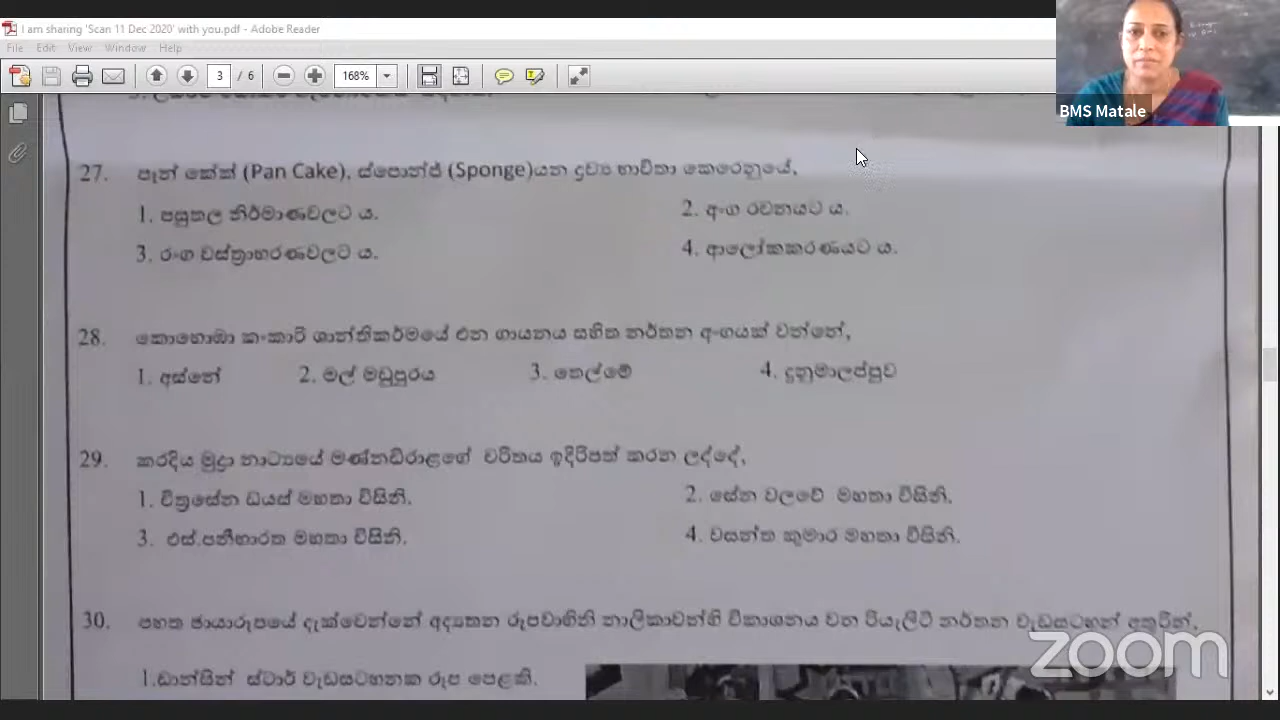 I am sharing 'Scan 11 Dec 2020' with you.pdf - Adobe Reader
File Edit View Window Help
3 / 6 168%
BMS Matale
27. පෑන් කේක් (Pan Cake), ස්පොන්ජ් (Sponge)යන ද්‍රව්‍ය භාවිතා කෙරෙනුයේ,
1. පසුතල නිර්මාණවලට ය. 2. අංග රචනයට ය.
3. රංග වස්ත්‍රාභරණවලට ය. 4. ආලෝකකරණයට ය.
28. කොහොඹා කංකාරි ශාන්තිකර්මයේ එන ගායනය සහිත නර්තන අංගයක් වන්නේ,
1. අස්නේ 2. මල් මඩුපුරය 3. තෙල්මේ 4. දුනුමාලප්පුව
29. කරදිය මුද්‍රා නාට්‍යයේ මණ්නඩිරාළගේ චරිතය ඉදිරිපත් කරන ලද්දේ,
1. චිත්‍රසේන ඩයස් මහතා විසිනි. 2. සේන වලවේ මහතා විසිනි.
3. එස්.පනීභාරත මහතා විසිනි. 4. වසන්ත කුමාර මහතා විසිනි.
30. පහත ඡායාරූපයේ දැක්වෙන්නේ අද්‍යතන රූපවාහිනි නාලිකාවන්හි විකාශනය වන රියැලිටි නර්තන වැඩසටහන් අතුරින්,
1.ඩාන්සින් ස්ටාර් වැඩසටහනක රූප පෙළකි.
zoom